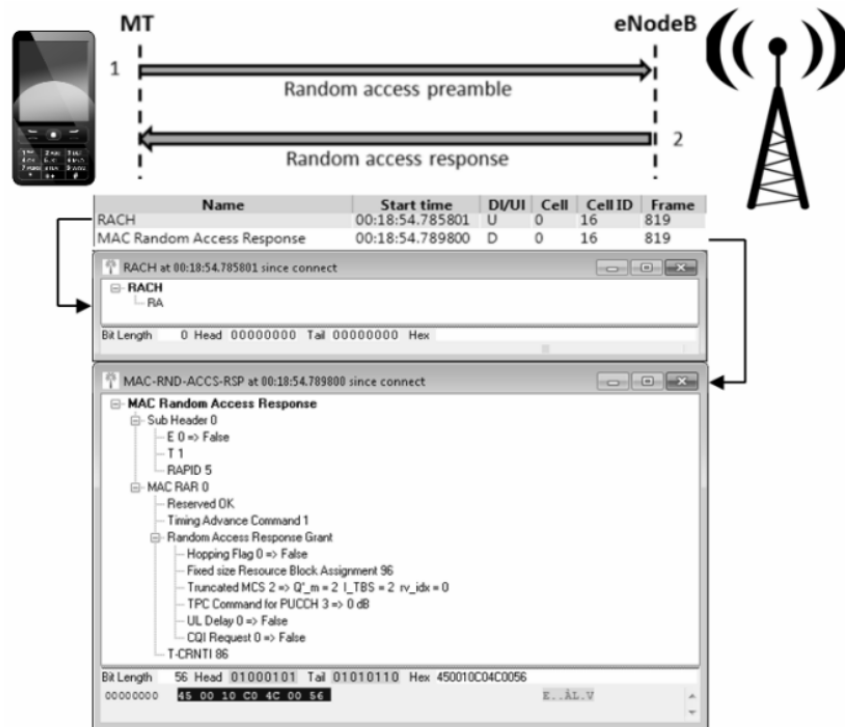 MT eNodeB
1
Random access preamble
2
Random access response
Name Start time Dl/Ul Cell Cell ID Frame
RACH 00:18:54.785801 U 0 16 819
MAC Random Access Response 00:18:54.789800 D 0 16 819
RACH at 00:18:54.785801 since connect
RACH
RA
Bit Length 0 Head 00000000 Tail 00000000 Hex
MAC-RND-ACCS-RSP at 00:18:54.789800 since connect
MAC Random Access Response
Sub Header 0
E 0 => False
T 1
RAPID 5
MAC RAR 0
Reserved OK
Timing Advance Command 1
Random Access Response Grant
Hopping Flag 0 => False
Fixed size Resource Block Assignment 96
Truncated MCS 2 => Q'_m = 2 I_TBS = 2 rv_idx = 0
TPC Command for PUCCH 3 => 0 dB
UL Delay 0 => False
CQI Request 0 => False
T-CRNTI 86
Bit Length 56 Head 01000101 Tail 01010110 Hex 450010C04C0056
00000000 45 00 10 C0 4C 00 56 E..ÀL.V